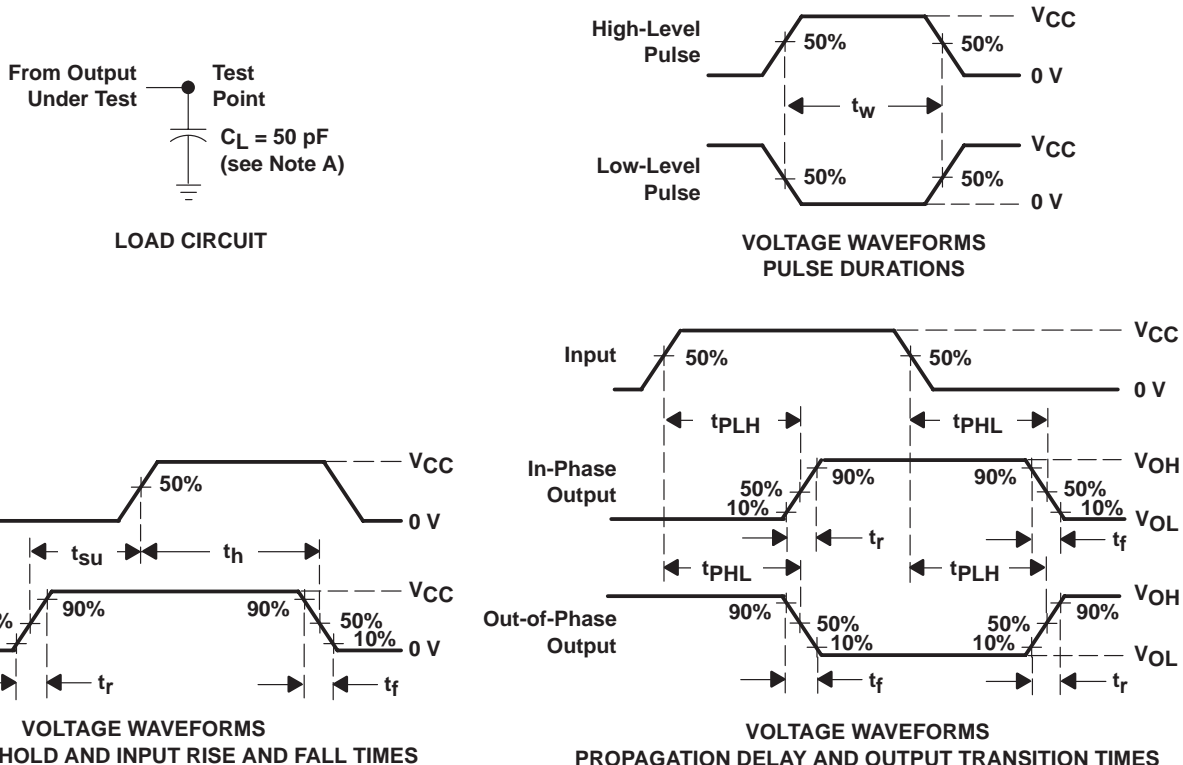 From Output
Under Test
Test
Point
CL = 50 pF
(see Note A)
LOAD CIRCUIT
High-Level
Pulse
50%
50%
VCC
0 V
tw
Low-Level
Pulse
50%
50%
VCC
0 V
VOLTAGE WAVEFORMS
PULSE DURATIONS
50%
VCC
0 V
tsu
th
90%
90%
50%
10%
VCC
0 V
tr
tf
VOLTAGE WAVEFORMS
HOLD AND INPUT RISE AND FALL TIMES
Input
50%
50%
VCC
0 V
tPLH
tPHL
In-Phase
Output
50%
10%
90%
90%
50%
10%
VOH
VOL
tr
tf
tPHL
tPLH
Out-of-Phase
Output
90%
50%
10%
50%
10%
90%
VOH
VOL
tf
tr
VOLTAGE WAVEFORMS
PROPAGATION DELAY AND OUTPUT TRANSITION TIMES